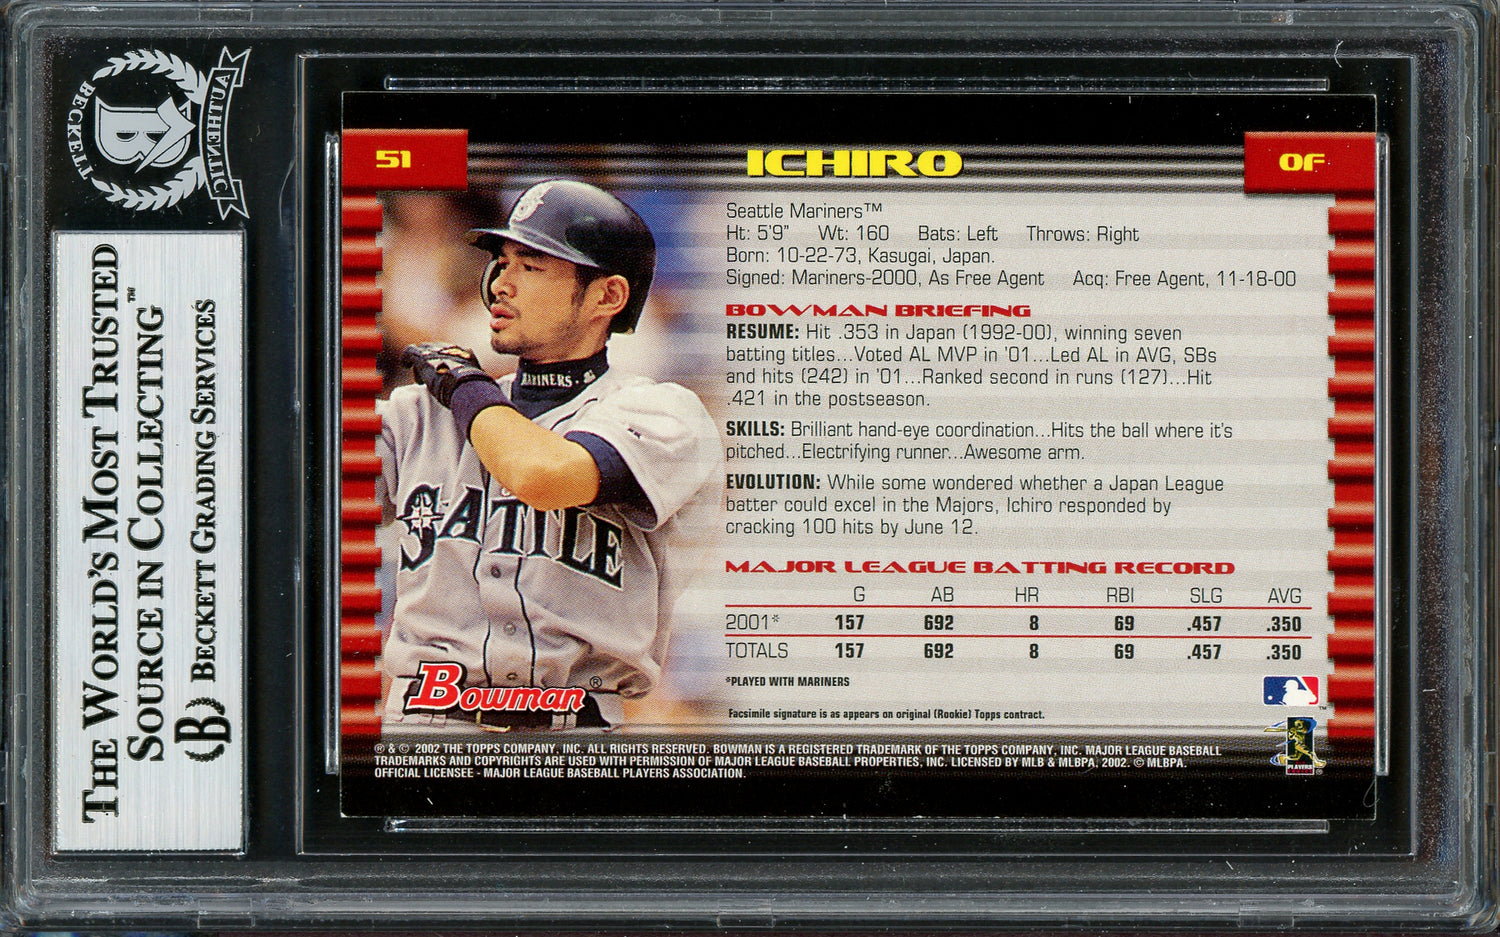 BECKETT
AUTHENTIC
B
THE WORLD'S MOST TRUSTED
SOURCE IN COLLECTING™
B BECKETT GRADING SERVICES
51
ICHIRO
OF
Seattle Mariners™
Ht: 5'9" Wt: 160 Bats: Left Throws: Right
Born: 10-22-73, Kasugai, Japan.
Signed: Mariners-2000, As Free Agent Acq: Free Agent, 11-18-00
BOWMAN BRIEFING
RESUME: Hit .353 in Japan (1992-00), winning seven
batting titles...Voted AL MVP in '01...Led AL in AVG, SBs
and hits (242) in '01...Ranked second in runs (127)...Hit
.421 in the postseason.
SKILLS: Brilliant hand-eye coordination...Hits the ball where it's
pitched...Electrifying runner...Awesome arm.
EVOLUTION: While some wondered whether a Japan League
batter could excel in the Majors, Ichiro responded by
cracking 100 hits by June 12.
MAJOR LEAGUE BATTING RECORD
G AB HR RBI SLG AVG
2001* 157 692 8 69 .457 .350
TOTALS 157 692 8 69 .457 .350
*PLAYED WITH MARINERS
Facsimile signature is as appears on original (Rookie) Topps contract.
MARINERS
S
SEATTLE
Bowman®
® & © 2002 THE TOPPS COMPANY, INC. ALL RIGHTS RESERVED. BOWMAN IS A REGISTERED TRADEMARK OF THE TOPPS COMPANY, INC. MAJOR LEAGUE BASEBALL
TRADEMARKS AND COPYRIGHTS ARE USED WITH PERMISSION OF MAJOR LEAGUE BASEBALL PROPERTIES, INC. LICENSED BY MLB & MLBPA, 2002. © MLBPA.
OFFICIAL LICENSEE - MAJOR LEAGUE BASEBALL PLAYERS ASSOCIATION.
™
PLAYERS
CHOICE
®